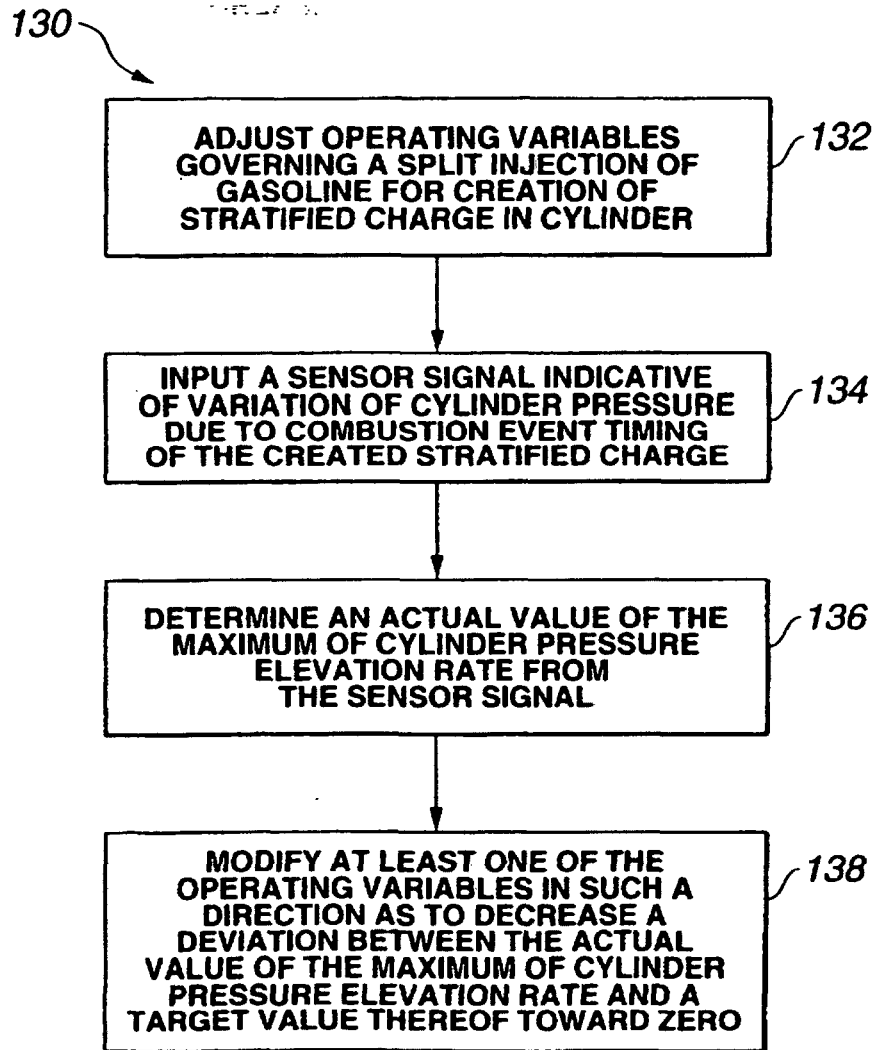 130
ADJUST OPERATING VARIABLES
GOVERNING A SPLIT INJECTION OF
GASOLINE FOR CREATION OF
STRATIFIED CHARGE IN CYLINDER
132
INPUT A SENSOR SIGNAL INDICATIVE
OF VARIATION OF CYLINDER PRESSURE
DUE TO COMBUSTION EVENT TIMING
OF THE CREATED STRATIFIED CHARGE
134
DETERMINE AN ACTUAL VALUE OF THE
MAXIMUM OF CYLINDER PRESSURE
ELEVATION RATE FROM
THE SENSOR SIGNAL
136
MODIFY AT LEAST ONE OF THE
OPERATING VARIABLES IN SUCH A
DIRECTION AS TO DECREASE A
DEVIATION BETWEEN THE ACTUAL
VALUE OF THE MAXIMUM OF CYLINDER
PRESSURE ELEVATION RATE AND A
TARGET VALUE THEREOF TOWARD ZERO
138